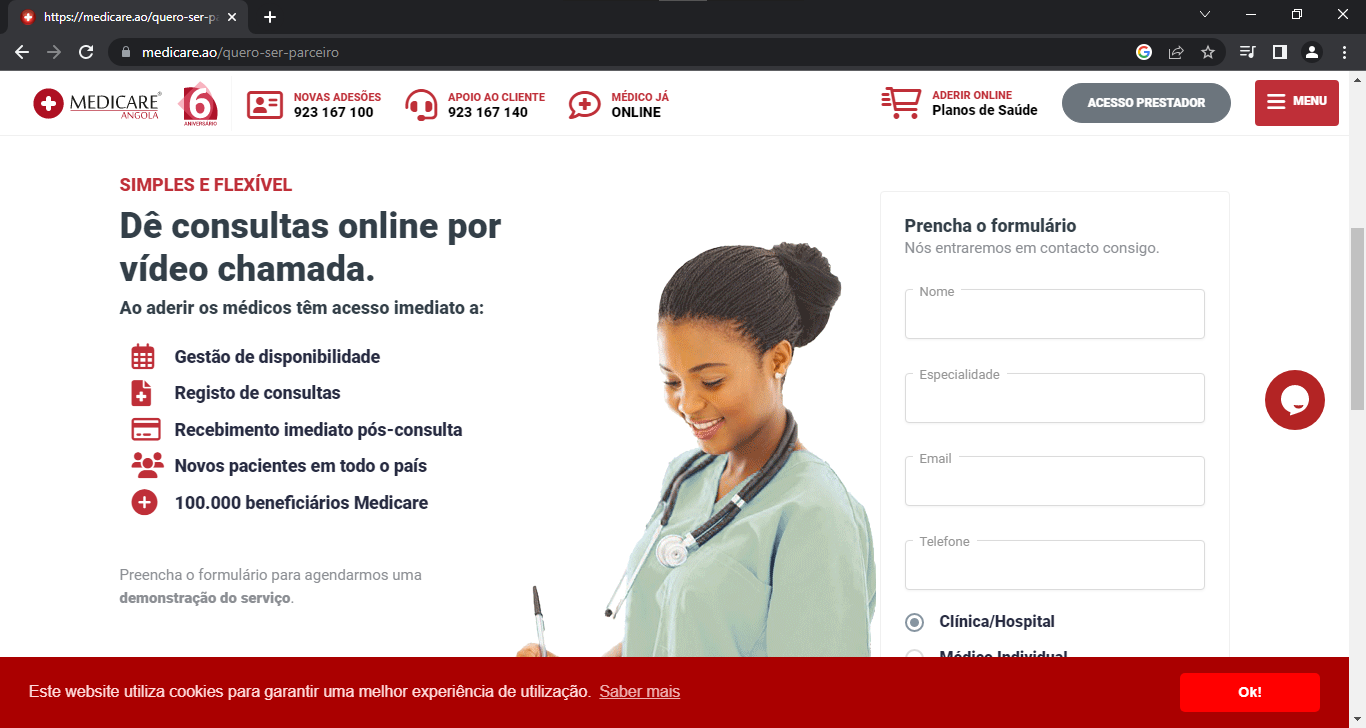 https://medicare.ao/quero-ser-pa
medicare.ao/quero-ser-parceiro
MEDICARE®
ANGOLA
6
ANIVERSÁRIO
NOVAS ADESÕES
923 167 100
APOIO AO CLIENTE
923 167 140
MÉDICO JÁ
ONLINE
ADERIR ONLINE
Planos de Saúde
ACESSO PRESTADOR
MENU
SIMPLES E FLEXÍVEL
Dê consultas online por
vídeo chamada.
Ao aderir os médicos têm acesso imediato a:
Gestão de disponibilidade
Registo de consultas
Recebimento imediato pós-consulta
Novos pacientes em todo o país
100.000 beneficiários Medicare
Preencha o formulário para agendarmos uma
demonstração do serviço.
Prencha o formulário
Nós entraremos em contacto consigo.
Nome
Especialidade
Email
Telefone
Clínica/Hospital
Médico Individual
Este website utiliza cookies para garantir uma melhor experiência de utilização. Saber mais
Ok!